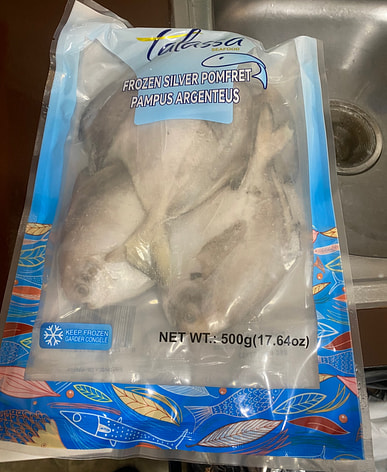 Talassa
SEAFOOD
FROZEN SILVER POMFRET
PAMPUS ARGENTEUS
KEEP FROZEN
GARDER CONGELÉ
NET WT.: 500g(17.64oz)